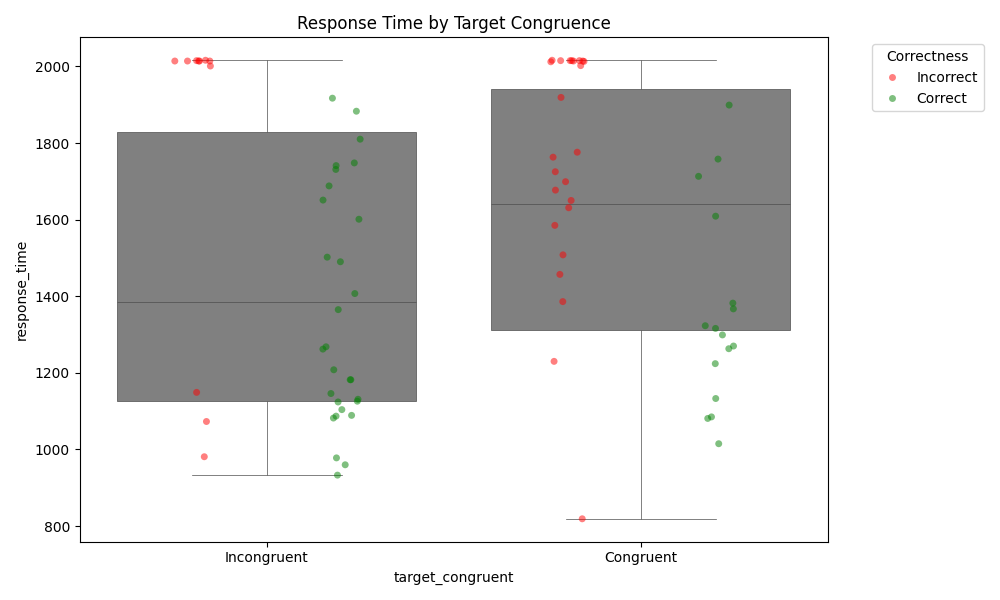 Response Time by Target Congruence
Correctness
Incorrect
Correct
response_time
2000
1800
1600
1400
1200
1000
800
Incongruent
Congruent
target_congruent